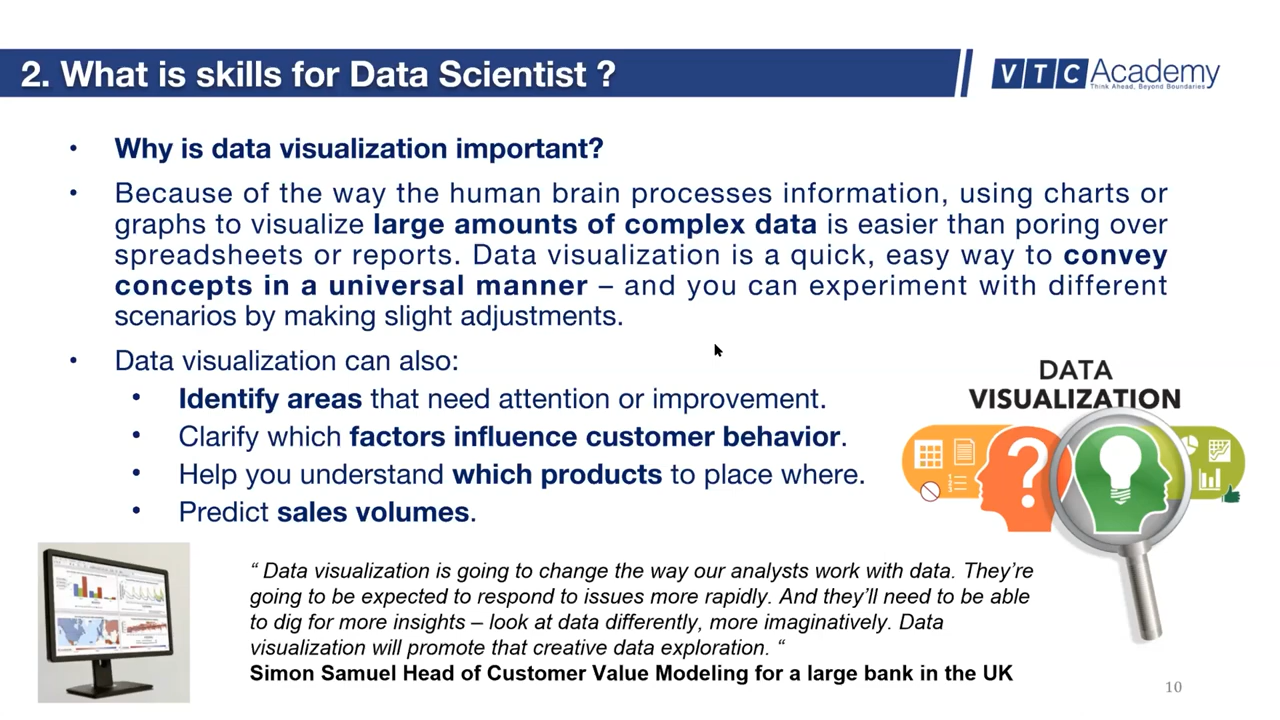 2. What is skills for Data Scientist ?
VTC Academy
Think Ahead, Beyond Boundaries
• Why is data visualization important?
• Because of the way the human brain processes information, using charts or
graphs to visualize large amounts of complex data is easier than poring over
spreadsheets or reports. Data visualization is a quick, easy way to convey
concepts in a universal manner – and you can experiment with different
scenarios by making slight adjustments.
• Data visualization can also:
• Identify areas that need attention or improvement.
• Clarify which factors influence customer behavior.
• Help you understand which products to place where.
• Predict sales volumes.
DATA
VISUALIZATION
?
“ Data visualization is going to change the way our analysts work with data. They’re
going to be expected to respond to issues more rapidly. And they’ll need to be able
to dig for more insights – look at data differently, more imaginatively. Data
visualization will promote that creative data exploration. “
Simon Samuel Head of Customer Value Modeling for a large bank in the UK
10